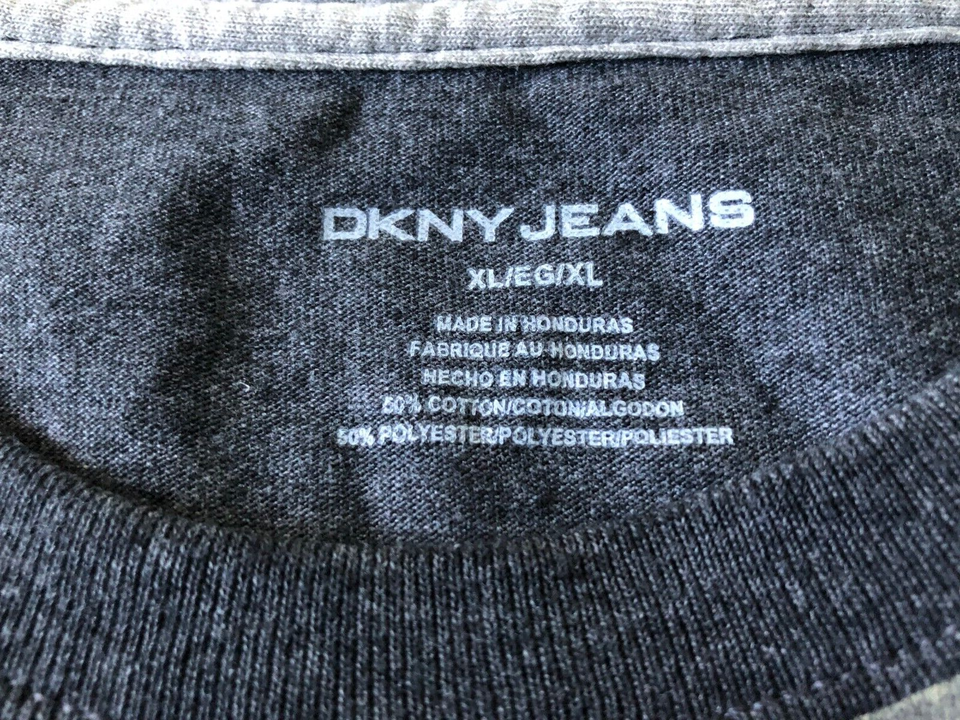 DKNY JEANS
XL/EG/XL
MADE IN HONDURAS
FABRIQUE AU HONDURAS
HECHO EN HONDURAS
50% COTTON/COTON/ALGODON
50% POLYESTER/POLYESTER/POLIESTER